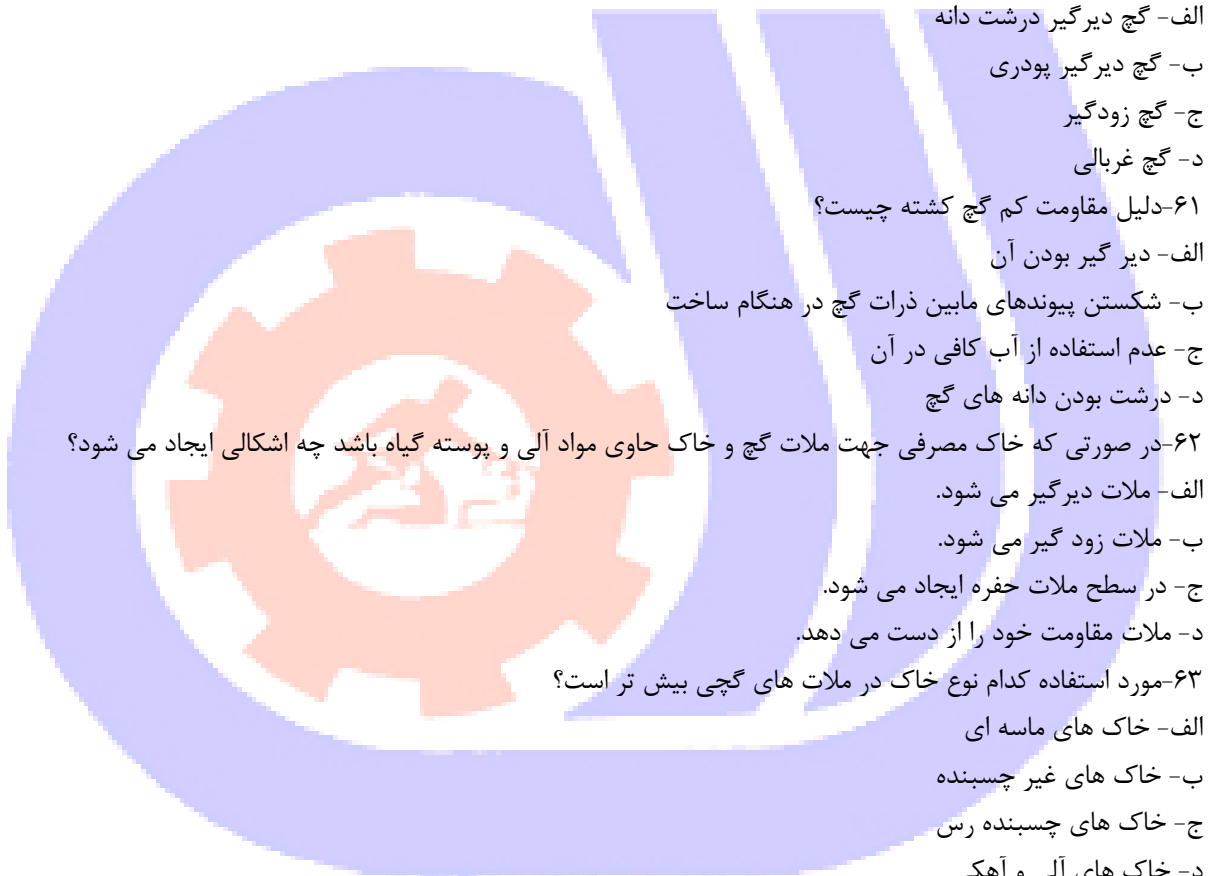 الف- گچ دیرگیر درشت دانه
ب- گچ دیرگیر پودری
ج- گچ زودگیر
د- گچ غربالی
۶۱-دلیل مقاومت کم گچ کشته چیست؟
الف- دیر گیر بودن آن
ب- شکستن پیوندهای مابین ذرات گچ در هنگام ساخت
ج- عدم استفاده از آب کافی در آن
د- درشت بودن دانه های گچ
۶۲-در صورتی که خاک مصرفی جهت ملات گچ و خاک حاوی مواد آلی و پوسته گیاه باشد چه اشکالی ایجاد می شود؟
الف- ملات دیرگیر می شود.
ب- ملات زود گیر می شود.
ج- در سطح ملات حفره ایجاد می شود.
د- ملات مقاومت خود را از دست می دهد.
۶۳-مورد استفاده کدام نوع خاک در ملات های گچی بیش تر است؟
الف- خاک های ماسه ای
ب- خاک های غیر چسبنده
ج- خاک های چسبنده رس
د- خاک های آلی و آهکی